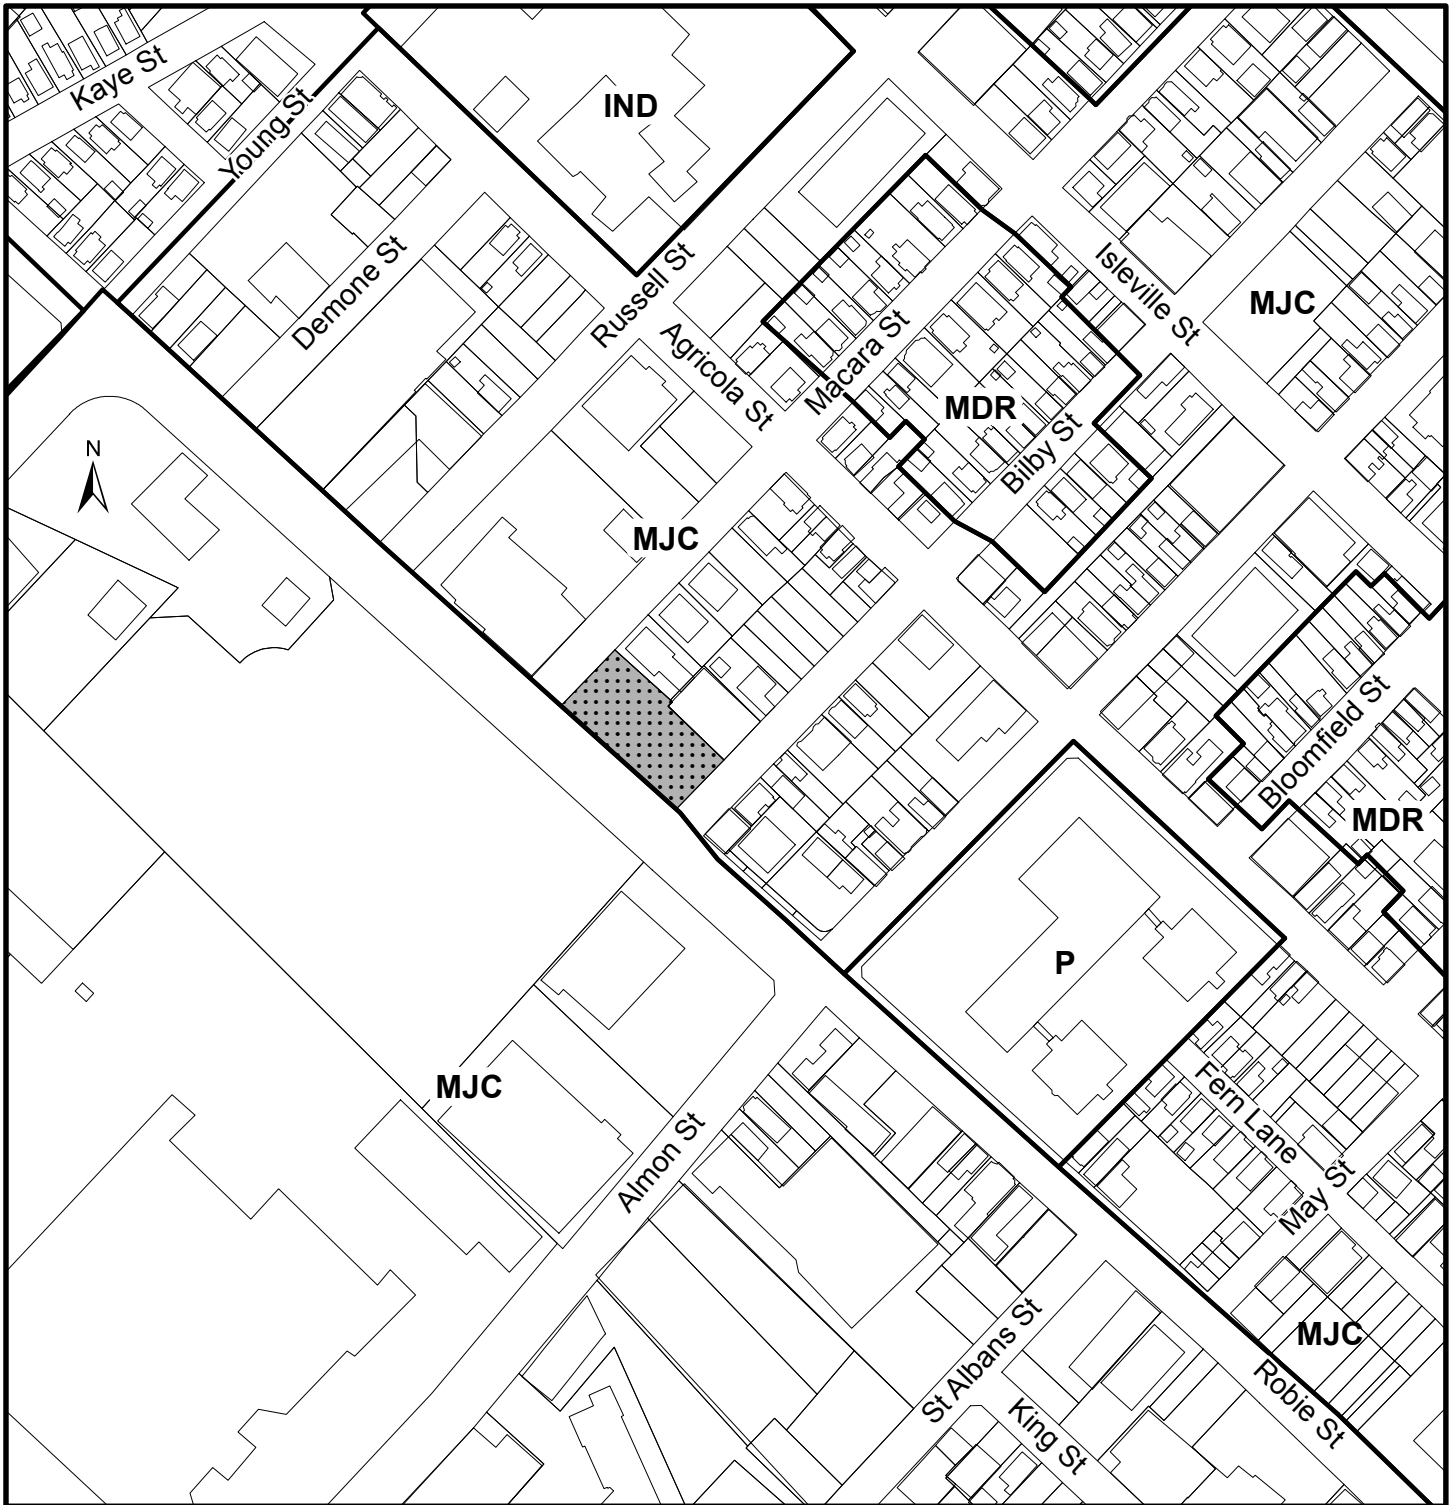 Kaye St
Young St
IND
Demone St
Russell St
Isleville St
MJC
Agricola St
Macara St
MDR
Bilby St
N
MJC
Bloomfield St
MDR
P
MJC
Fern Lane
Almon St
May St
MJC
St Albans St
Robie St
King St